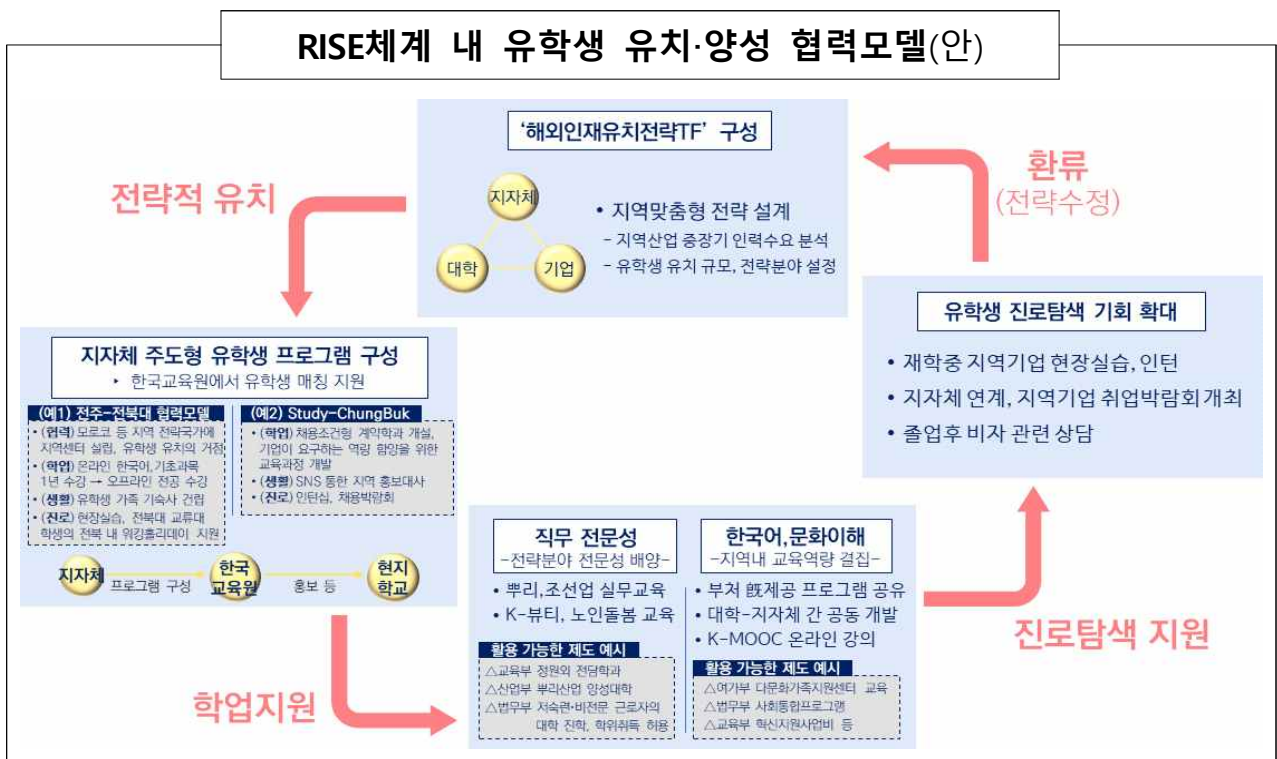 RISE체계 내 유학생 유치·양성 협력모델(안)
‘해외인재유치전략TF’ 구성
지자체
대학
기업
• 지역맞춤형 전략 설계
- 지역산업 중장기 인력수요 분석
- 유학생 유치 규모, 전략분야 설정
전략적 유치
환류
(전략수정)
지자체 주도형 유학생 프로그램 구성
▸ 한국교육원에서 유학생 매칭 지원
(예1) 전주-전북대 협력모델
• (협력) 모로코 등 지역 전략국가에
지역센터 설립, 유학생 유치의 거점
• (학업) 온라인 한국어,기초과목
1년 수강 → 오프라인 전공 수강
• (생활) 유학생 가족 기숙사 건립
• (진로) 현장실습, 전북대 교류대
학생의 전북 내 워킹홀리데이 지원
(예2) Study-ChungBuk
• (학업) 채용조건형 계약학과 개설,
기업이 요구하는 역량 함양을 위한
교육과정 개발
• (생활) SNS 통한 지역 홍보대사
• (진로) 인턴십, 채용박람회
지자체
프로그램 구성
한국
교육원
홍보 등
현지
학교
학업지원
직무 전문성
-전략분야 전문성 배양-
• 뿌리,조선업 실무교육
• K-뷰티, 노인돌봄 교육
활용 가능한 제도 예시
△교육부 정원외 전담학과
△산업부 뿌리산업 양성대학
△법무부 저숙련·비전문 근로자의
대학 진학, 학위취득 허용
한국어,문화이해
-지역내 교육역량 결집-
• 부처 旣제공 프로그램 공유
• 대학-지자체 간 공동 개발
• K-MOOC 온라인 강의
활용 가능한 제도 예시
△여가부 다문화가족지원센터 교육
△법무부 사회통합프로그램
△교육부 혁신지원사업비 등
진로탐색 지원
유학생 진로탐색 기회 확대
• 재학중 지역기업 현장실습, 인턴
• 지자체 연계, 지역기업 취업박람회 개최
• 졸업후 비자 관련 상담